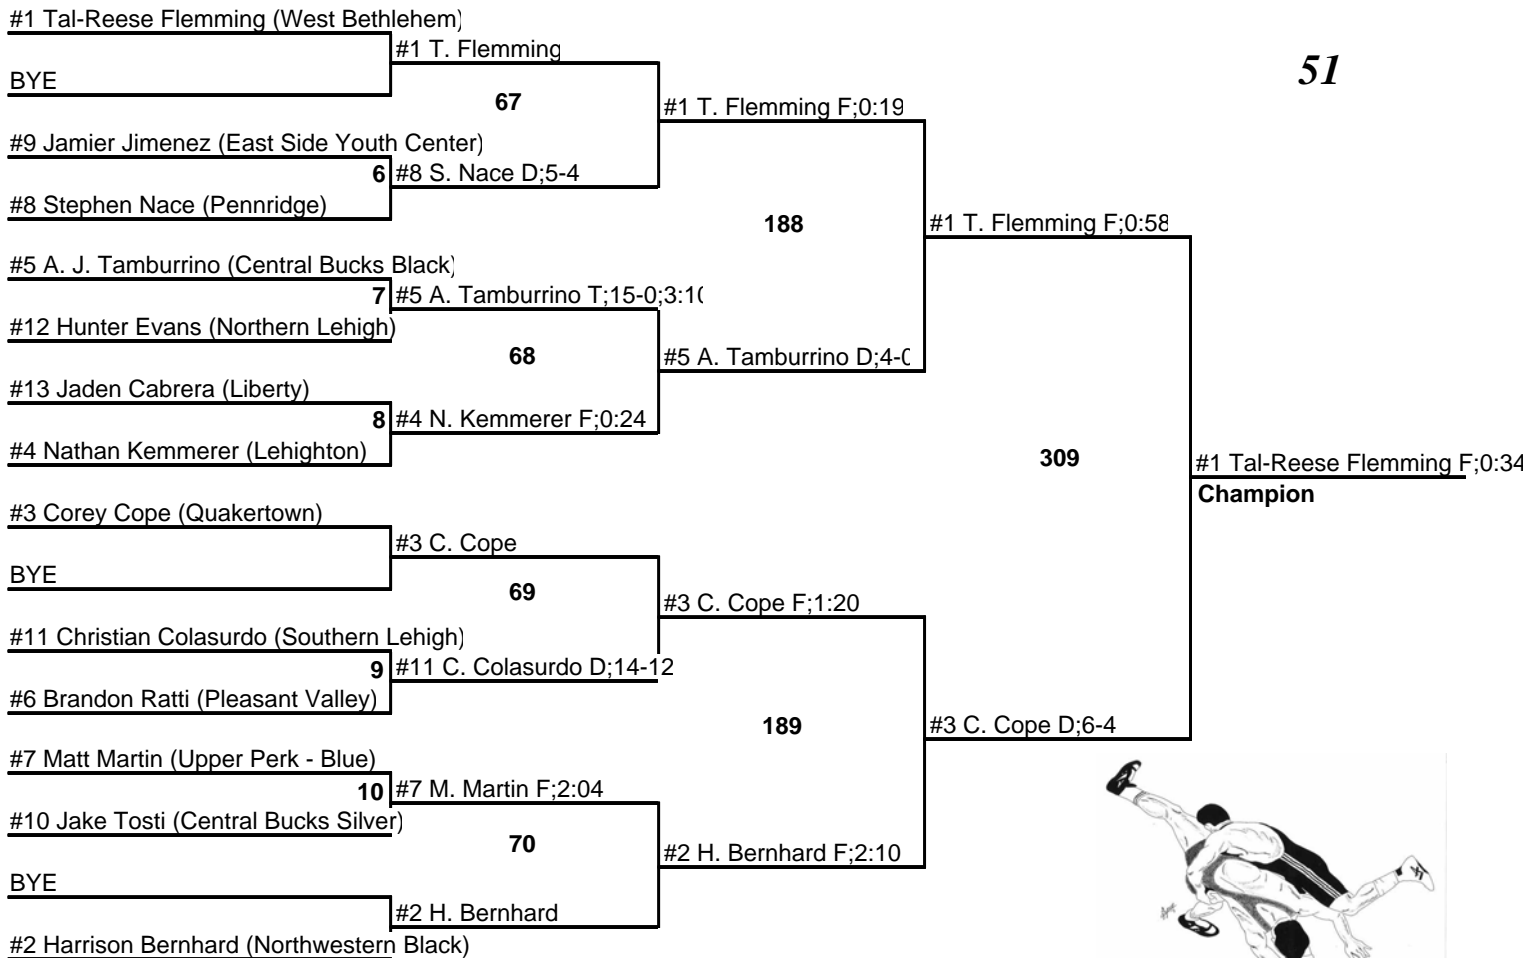 #1 Tal-Reese Flemming (West Bethlehem)
#1 T. Flemming
51
BYE
67
#1 T. Flemming F;0:19
#9 Jamier Jimenez (East Side Youth Center)
6
#8 S. Nace D;5-4
#8 Stephen Nace (Pennridge)
188
#1 T. Flemming F;0:58
#5 A. J. Tamburrino (Central Bucks Black)
7
#5 A. Tamburrino T;15-0;3:10
#12 Hunter Evans (Northern Lehigh)
68
#5 A. Tamburrino D;4-0
#13 Jaden Cabrera (Liberty)
8
#4 N. Kemmerer F;0:24
#4 Nathan Kemmerer (Lehighton)
309
#1 Tal-Reese Flemming F;0:34
Champion
#3 Corey Cope (Quakertown)
#3 C. Cope
BYE
69
#3 C. Cope F;1:20
#11 Christian Colasurdo (Southern Lehigh)
9
#11 C. Colasurdo D;14-12
#6 Brandon Ratti (Pleasant Valley)
189
#3 C. Cope D;6-4
#7 Matt Martin (Upper Perk - Blue)
10
#7 M. Martin F;2:04
#10 Jake Tosti (Central Bucks Silver)
70
#2 H. Bernhard F;2:10
BYE
#2 H. Bernhard
#2 Harrison Bernhard (Northwestern Black)